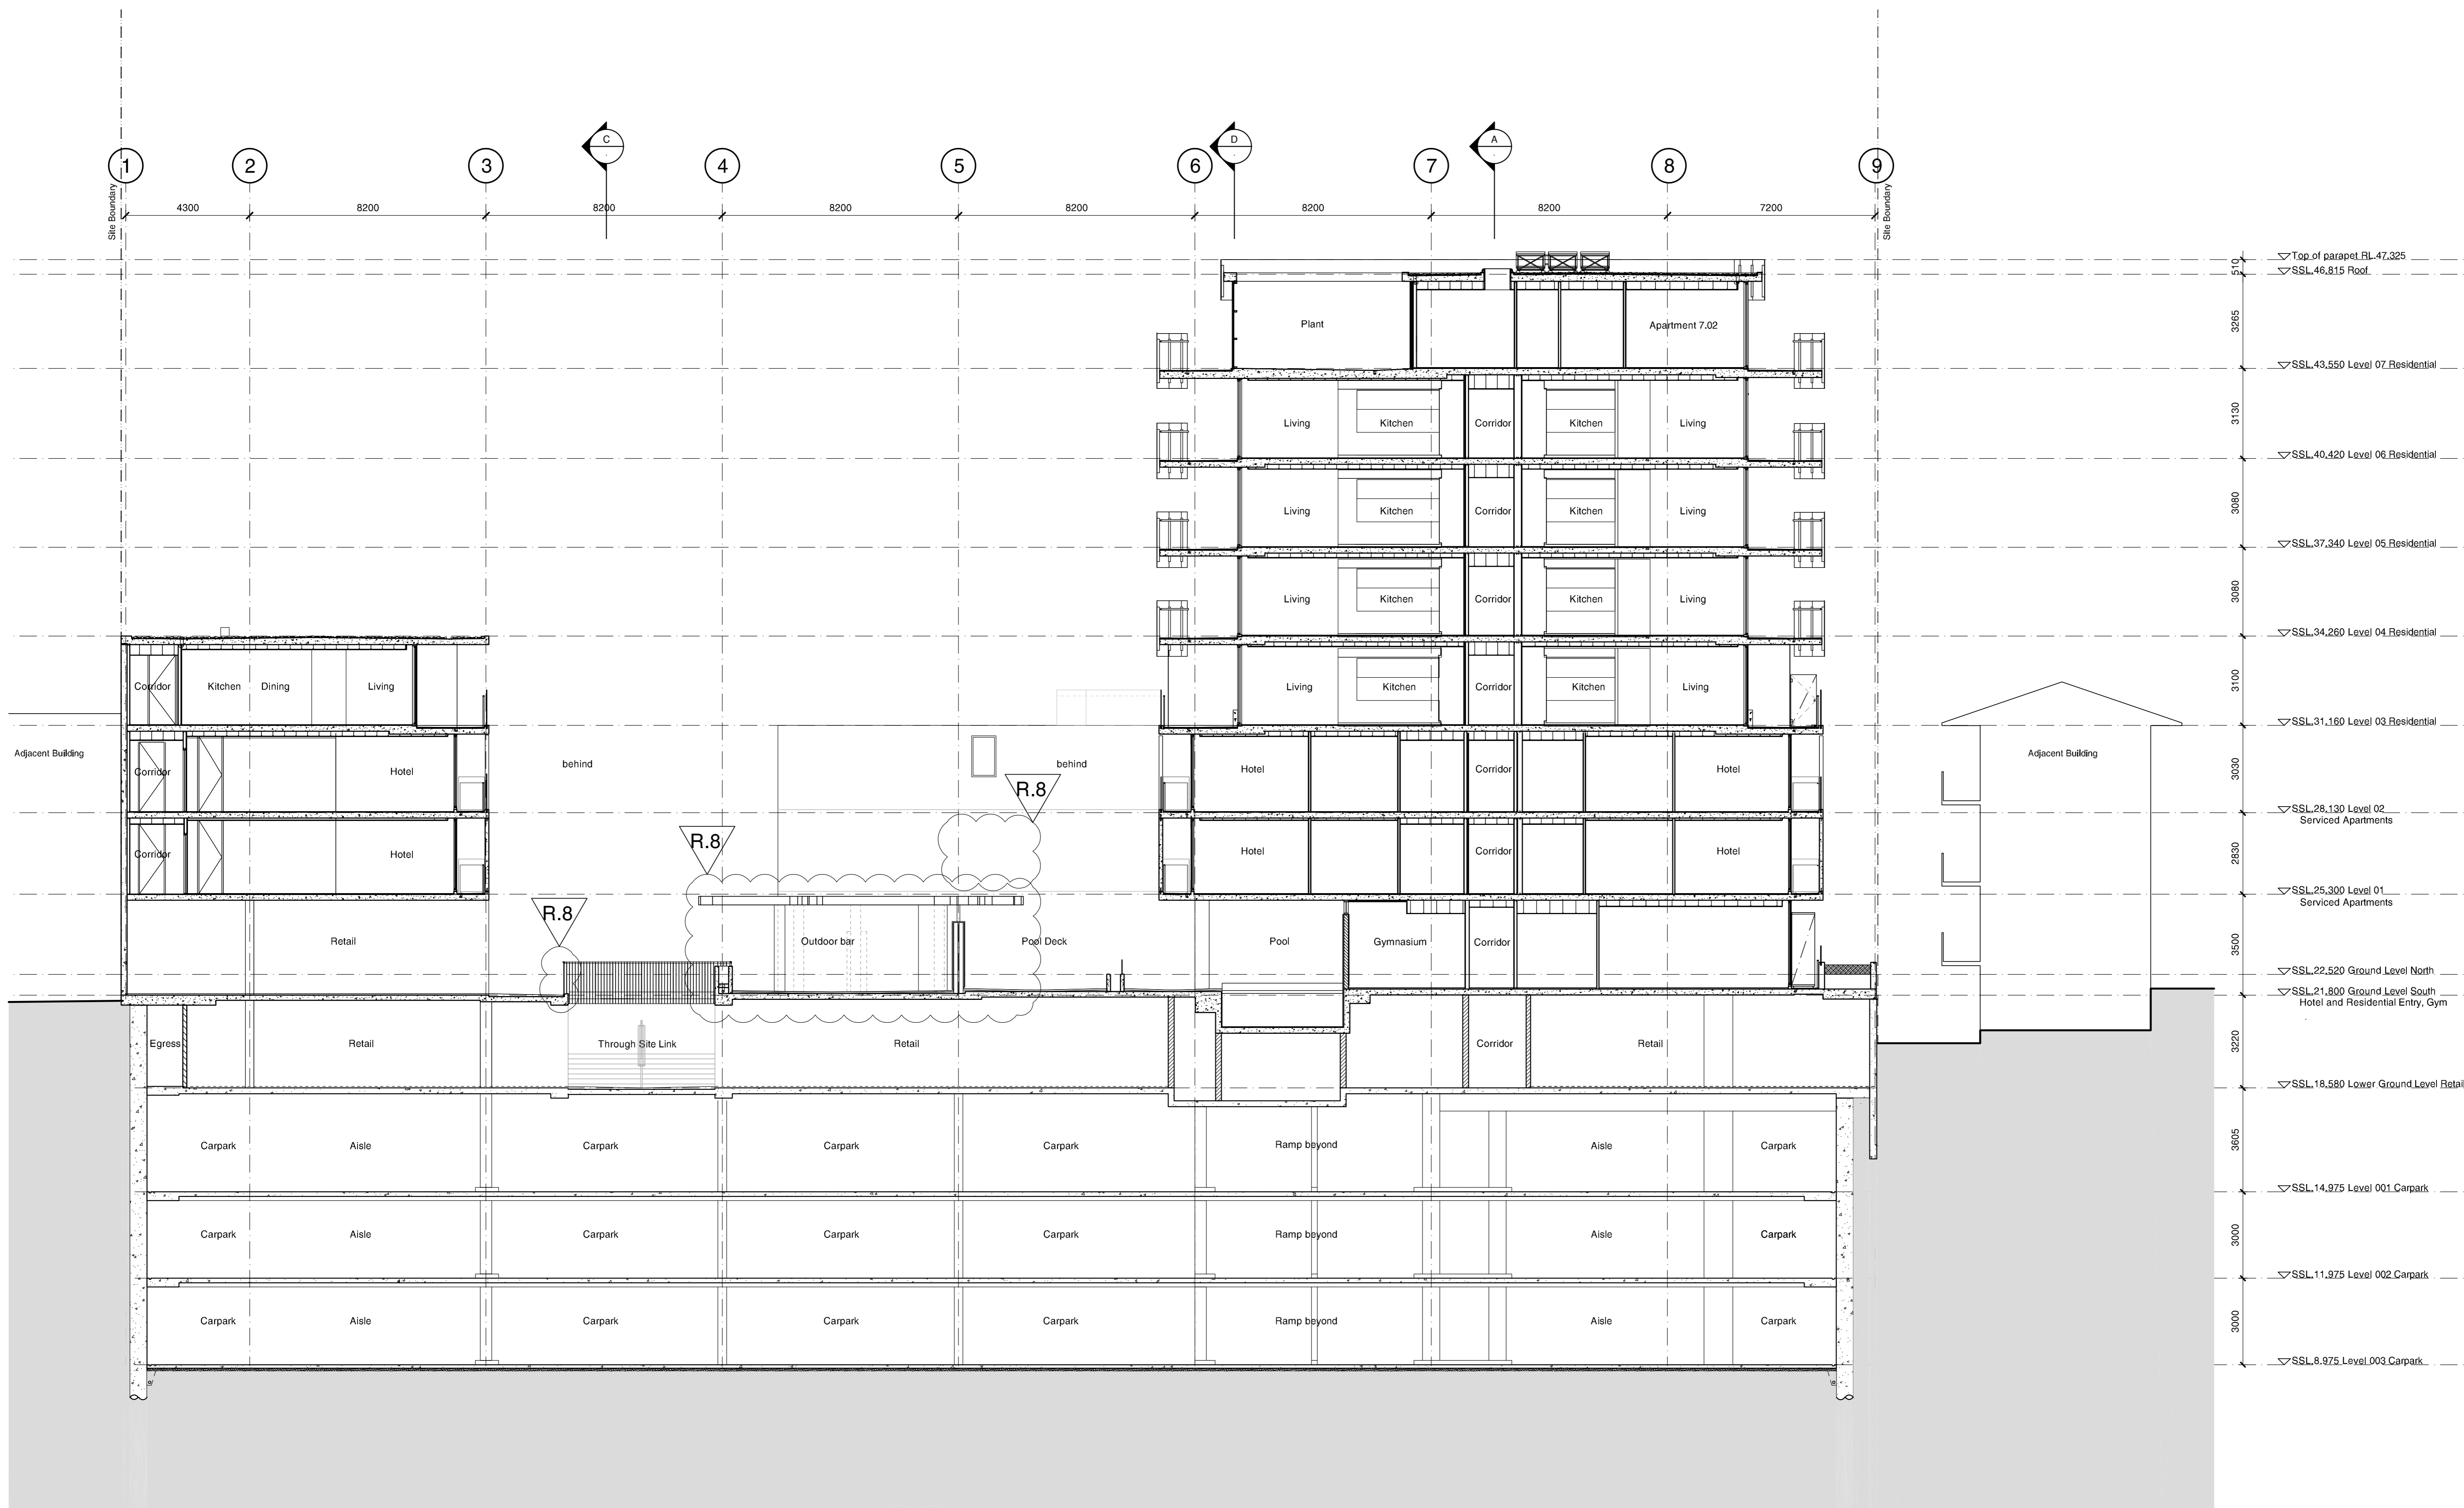 C
D
A
1
2
3
4
5
6
7
8
9
Site Boundary
4300
8200
8200
8200
8200
8200
8200
7200
Site Boundary
Top of parapet RL.47.325
510
SSL.46.815 Roof
Plant
Apartment 7.02
3265
SSL.43.550 Level 07 Residential
Living
Kitchen
Corridor
Kitchen
Living
3130
SSL.40.420 Level 06 Residential
Living
Kitchen
Corridor
Kitchen
Living
3080
SSL.37.340 Level 05 Residential
Living
Kitchen
Corridor
Kitchen
Living
3080
SSL.34.260 Level 04 Residential
Corridor
Kitchen
Dining
Living
Living
Kitchen
Corridor
Kitchen
Living
3100
SSL.31.160 Level 03 Residential
Adjacent Building
Corridor
Hotel
behind
behind
Hotel
Corridor
Hotel
Adjacent Building
3030
R.8
SSL.28.130 Level 02
Serviced Apartments
R.8
Corridor
Hotel
Hotel
Corridor
Hotel
2830
SSL.25.300 Level 01
Serviced Apartments
R.8
Retail
Outdoor bar
Pool Deck
Pool
Gymnasium
Corridor
3500
SSL.22.520 Ground Level North
SSL.21.800 Ground Level South
Hotel and Residential Entry, Gym
Egress
Retail
Through Site Link
Retail
Corridor
Retail
3220
SSL.18.580 Lower Ground Level Retail
Carpark
Aisle
Carpark
Carpark
Carpark
Ramp beyond
Aisle
Carpark
3605
SSL.14.975 Level 001 Carpark
Carpark
Aisle
Carpark
Carpark
Carpark
Ramp beyond
Aisle
Carpark
3000
SSL.11.975 Level 002 Carpark
Carpark
Aisle
Carpark
Carpark
Carpark
Ramp beyond
Aisle
Carpark
3000
SSL.8.975 Level 003 Carpark